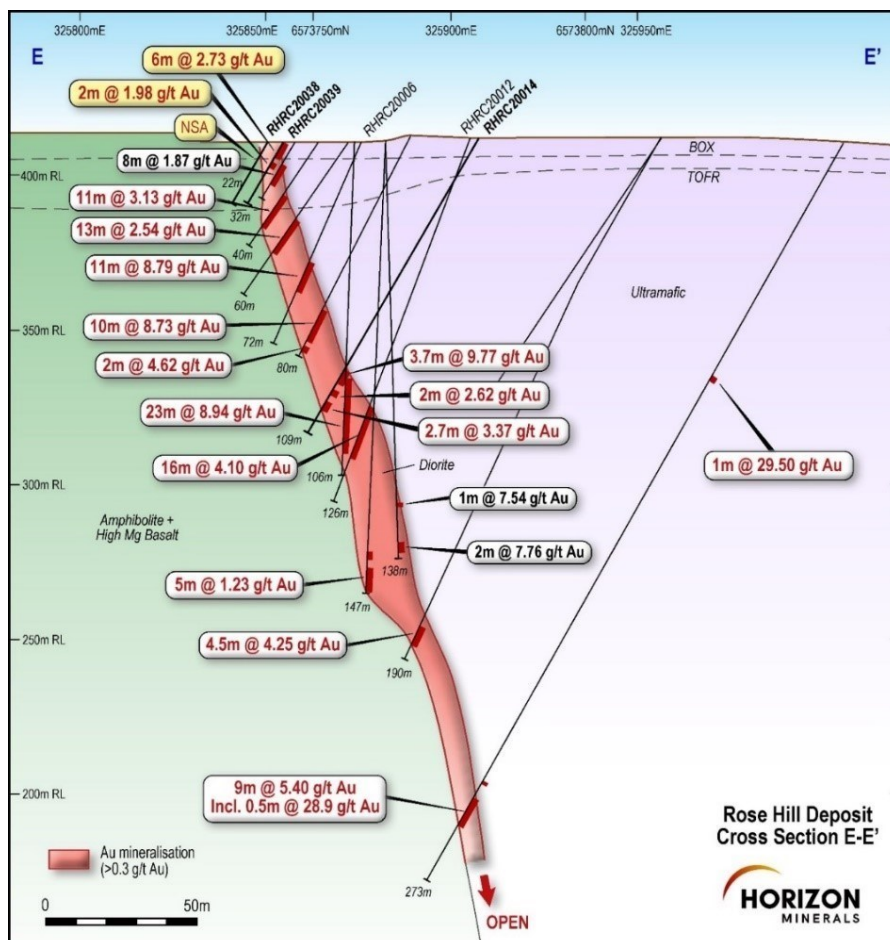 325800mE
325850mE
6573750mN
325900mE
6573800mN
325950mE
E
E'
6m @ 2.73 g/t Au
2m @ 1.98 g/t Au
NSA
RHRC20038
RHRC20039
RHRC20006
RHRC20012
RHRC20014
BOX
TOFR
400m RL
8m @ 1.87 g/t Au
22m
32m
11m @ 3.13 g/t Au
40m
13m @ 2.54 g/t Au
11m @ 8.79 g/t Au
60m
Ultramafic
350m RL
10m @ 8.73 g/t Au
72m
2m @ 4.62 g/t Au
80m
3.7m @ 9.77 g/t Au
2m @ 2.62 g/t Au
23m @ 8.94 g/t Au
2.7m @ 3.37 g/t Au
109m
16m @ 4.10 g/t Au
106m
Diorite
1m @ 29.50 g/t Au
300m RL
126m
1m @ 7.54 g/t Au
Amphibolite +
High Mg Basalt
2m @ 7.76 g/t Au
138m
5m @ 1.23 g/t Au
147m
250m RL
4.5m @ 4.25 g/t Au
190m
200m RL
9m @ 5.40 g/t Au
Incl. 0.5m @ 28.9 g/t Au
Rose Hill Deposit
Cross Section E-E'
Au mineralisation
(>0.3 g/t Au)
273m
HORIZON
MINERALS
0
50m
OPEN